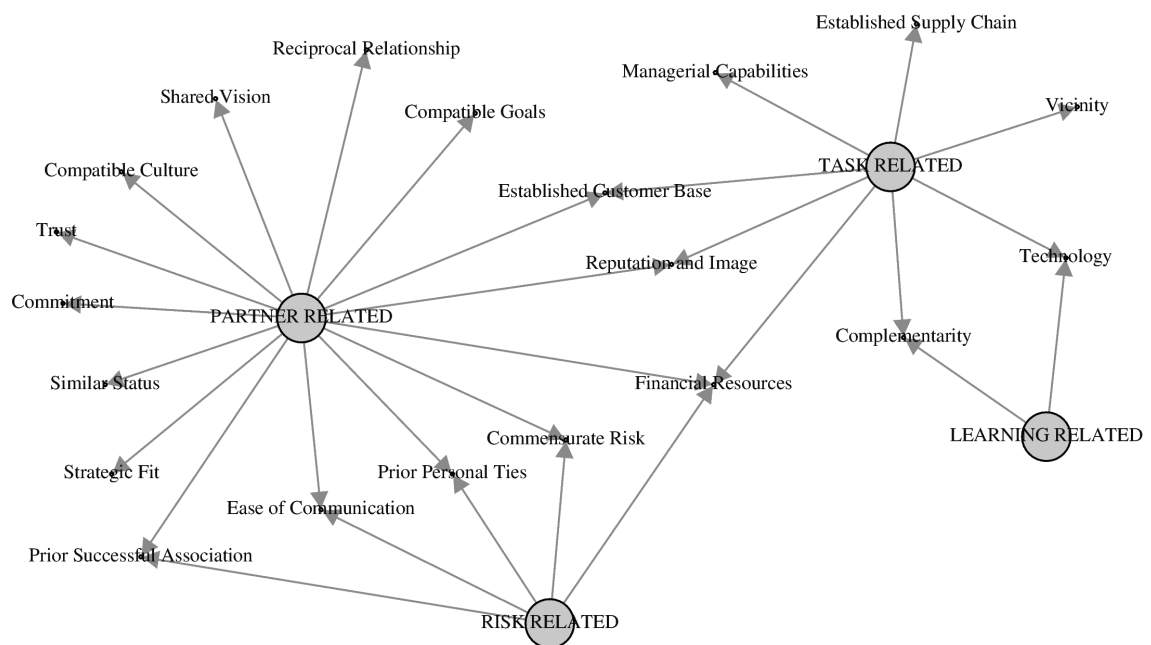 Established Supply Chain
Reciprocal Relationship
Managerial Capabilities
Shared Vision
Vicinity
Compatible Goals
TASK RELATED
Compatible Culture
Established Customer Base
Trust
Technology
Reputation and Image
Commitment
PARTNER RELATED
Complementarity
Similar Status
Financial Resources
LEARNING RELATED
Commensurate Risk
Strategic Fit
Prior Personal Ties
Ease of Communication
Prior Successful Association
RISK RELATED